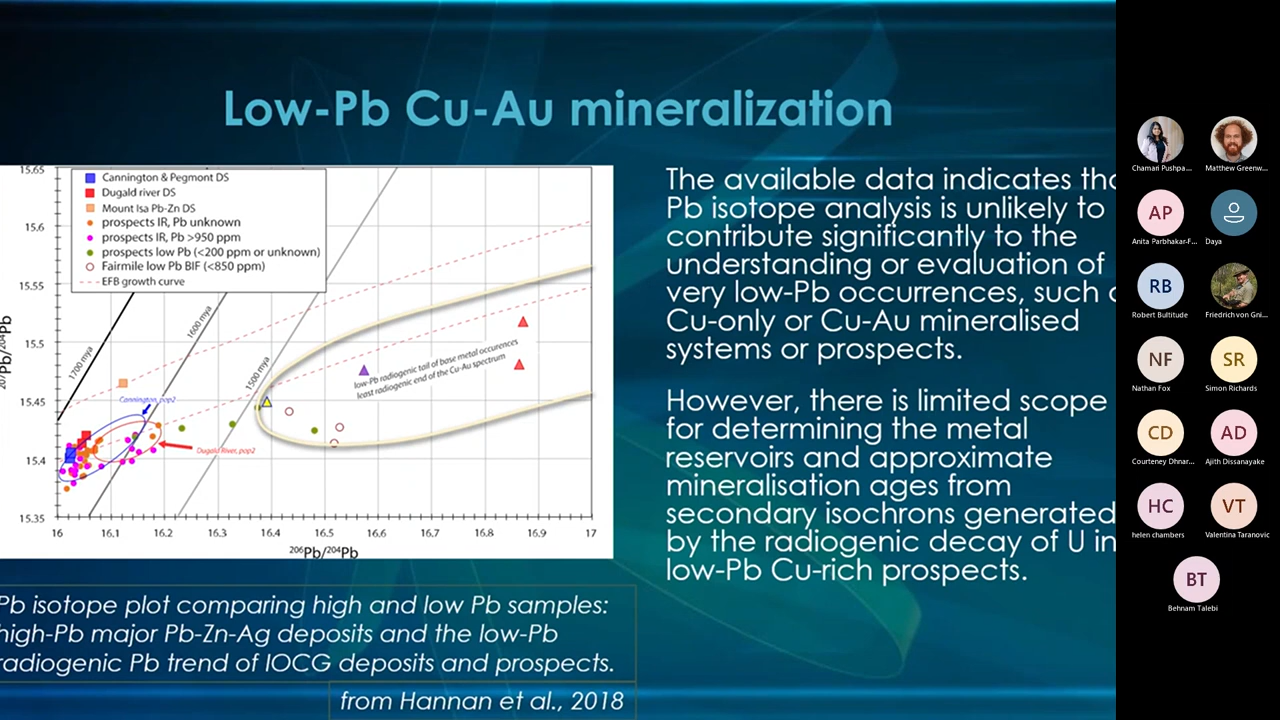 Low-Pb Cu-Au mineralization
15.65
15.6
15.55
15.5
15.45
15.4
15.35
207Pb/204Pb
Cannington & Pegmont DS
Dugald river DS
Mount Isa Pb-Zn DS
prospects IR, Pb unknown
prospects IR, Pb >950 ppm
prospects low Pb (<200 ppm or unknown)
Fairmile low Pb BIF (<850 ppm)
EFB growth curve
1700 mya
1600 mya
1500 mya
low-Pb radiogenic tail of base metal occurences
least radiogenic end of the Cu-Au spectrum
Cannington, pop2
Dugald River, pop2
16 16.1 16.2 16.3 16.4 16.5 16.6 16.7 16.8 16.9 17
206Pb/204Pb
Pb isotope plot comparing high and low Pb samples:
high-Pb major Pb-Zn-Ag deposits and the low-Pb
radiogenic Pb trend of IOCG deposits and prospects.
from Hannan et al., 2018
The available data indicates tha
Pb isotope analysis is unlikely to
contribute significantly to the
understanding or evaluation of
very low-Pb occurrences, such
Cu-only or Cu-Au mineralised
systems or prospects.
However, there is limited scope
for determining the metal
reservoirs and approximate
mineralisation ages from
secondary isochrons generated
by the radiogenic decay of U in
low-Pb Cu-rich prospects.
Chamari Pushpa...
Matthew Greenw...
AP
Anita Parbhakar-F...
Daya
RB
Robert Bultitude
Friedrich von Gni...
NF
Nathan Fox
SR
Simon Richards
CD
Courteney Dhnar...
AD
Ajith Dissanayake
HC
helen chambers
VT
Valentina Taranovic
BT
Behnam Talebi